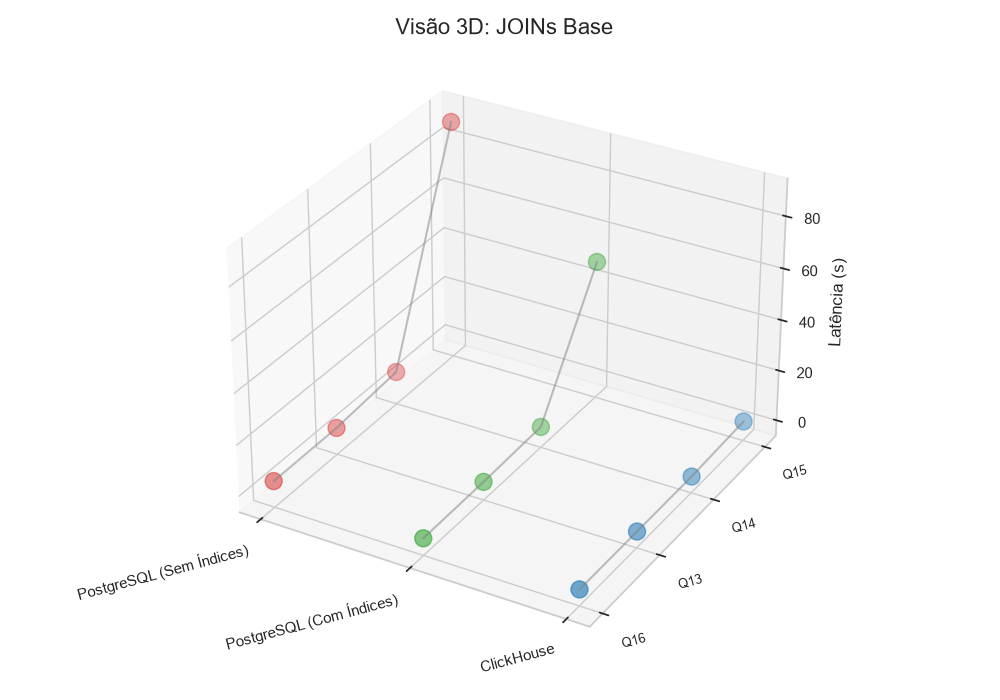 Visão 3D: JOINs Base
80
60
40
20
0
Latência (s)
Q15
Q14
Q13
Q16
PostgreSQL (Sem Índices)
PostgreSQL (Com Índices)
ClickHouse